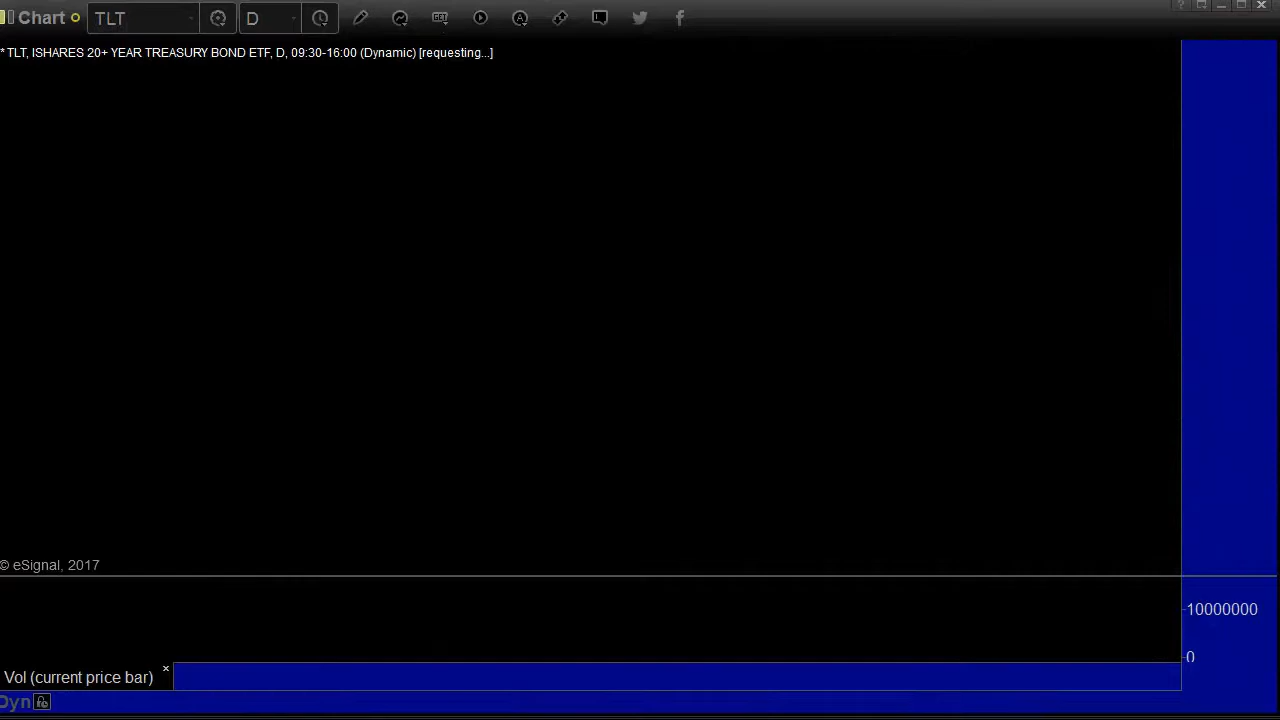 Chart TLT D GET A
* TLT, ISHARES 20+ YEAR TREASURY BOND ETF, D, 09:30-16:00 (Dynamic) [requesting...]
© eSignal, 2017
10000000
0
Vol (current price bar) ×
Dyn